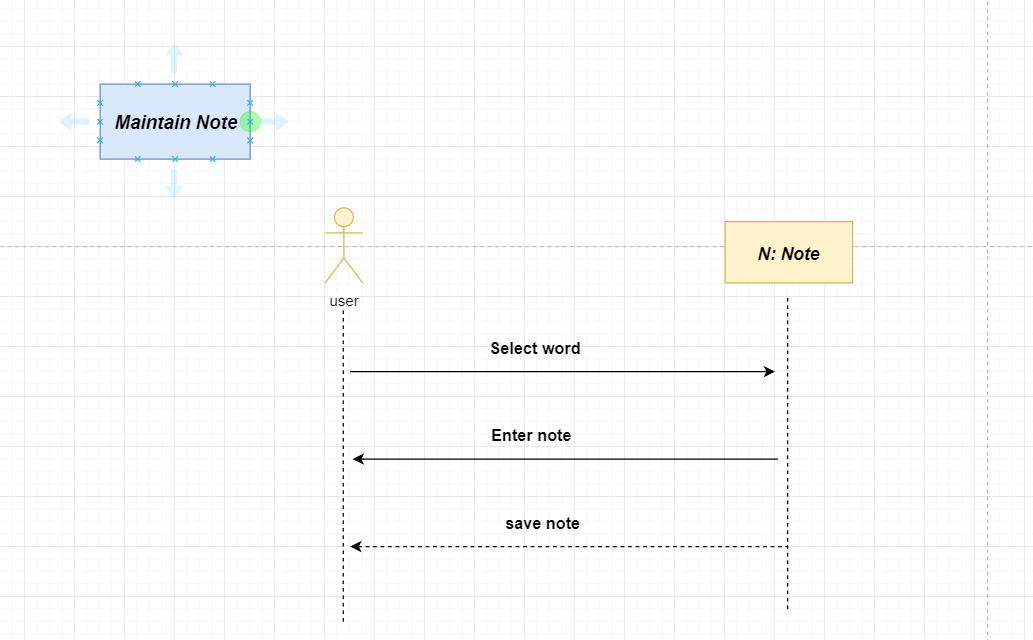 Maintain Note
user
N: Note
Select word
Enter note
save note